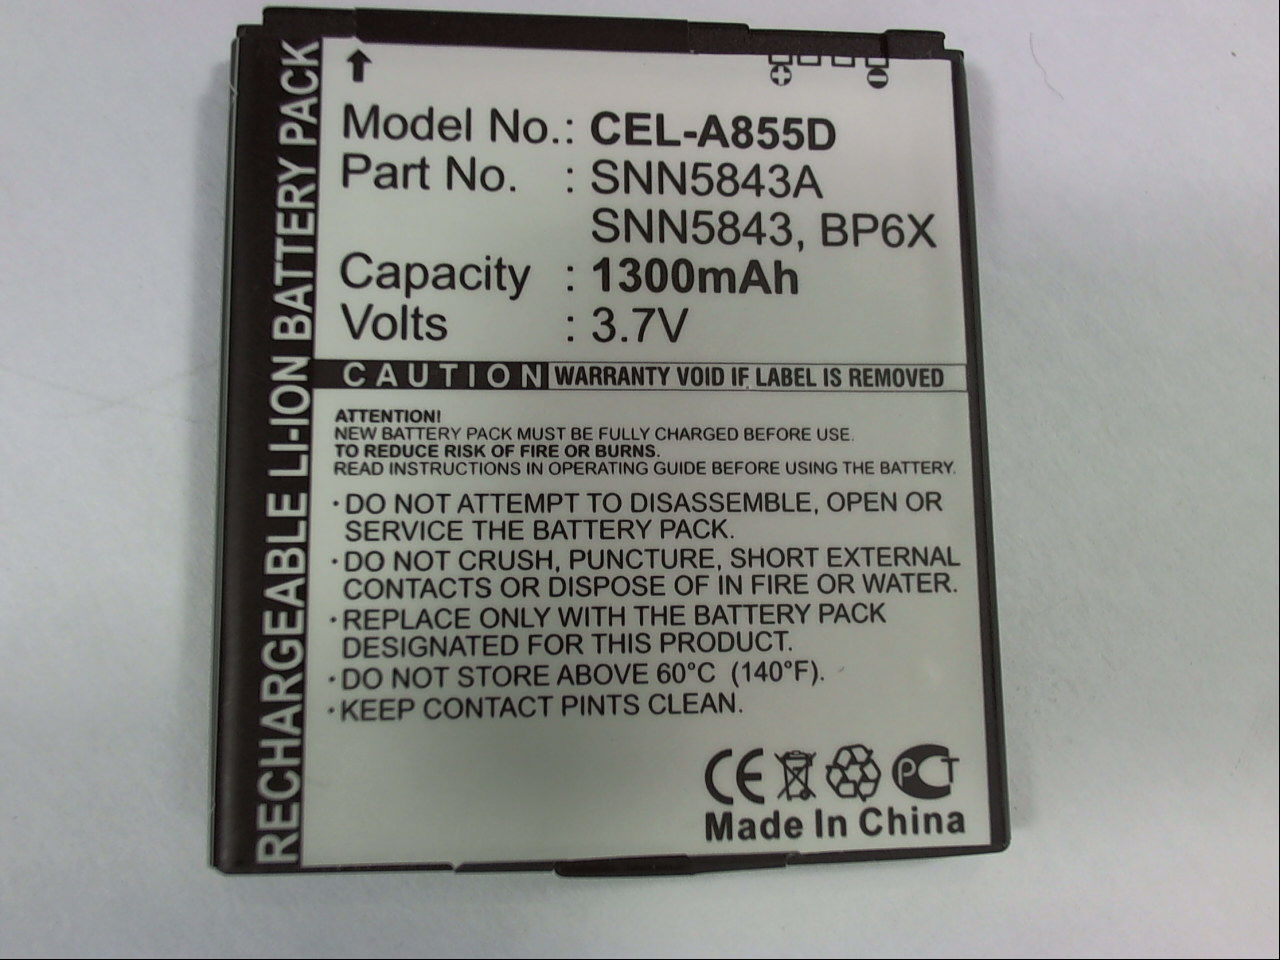 RECHARGEABLE LI-ION BATTERY PACK
Model No.: CEL-A855D
Part No. : SNN5843A
SNN5843, BP6X
Capacity : 1300mAh
Volts : 3.7V
CAUTION WARRANTY VOID IF LABEL IS REMOVED
ATTENTION!
NEW BATTERY PACK MUST BE FULLY CHARGED BEFORE USE.
TO REDUCE RISK OF FIRE OR BURNS.
READ INSTRUCTIONS IN OPERATING GUIDE BEFORE USING THE BATTERY.
·DO NOT ATTEMPT TO DISASSEMBLE, OPEN OR
SERVICE THE BATTERY PACK.
·DO NOT CRUSH, PUNCTURE, SHORT EXTERNAL
CONTACTS OR DISPOSE OF IN FIRE OR WATER.
·REPLACE ONLY WITH THE BATTERY PACK
DESIGNATED FOR THIS PRODUCT.
·DO NOT STORE ABOVE 60°C (140°F).
·KEEP CONTACT PINTS CLEAN.
CE PCT
Made In China